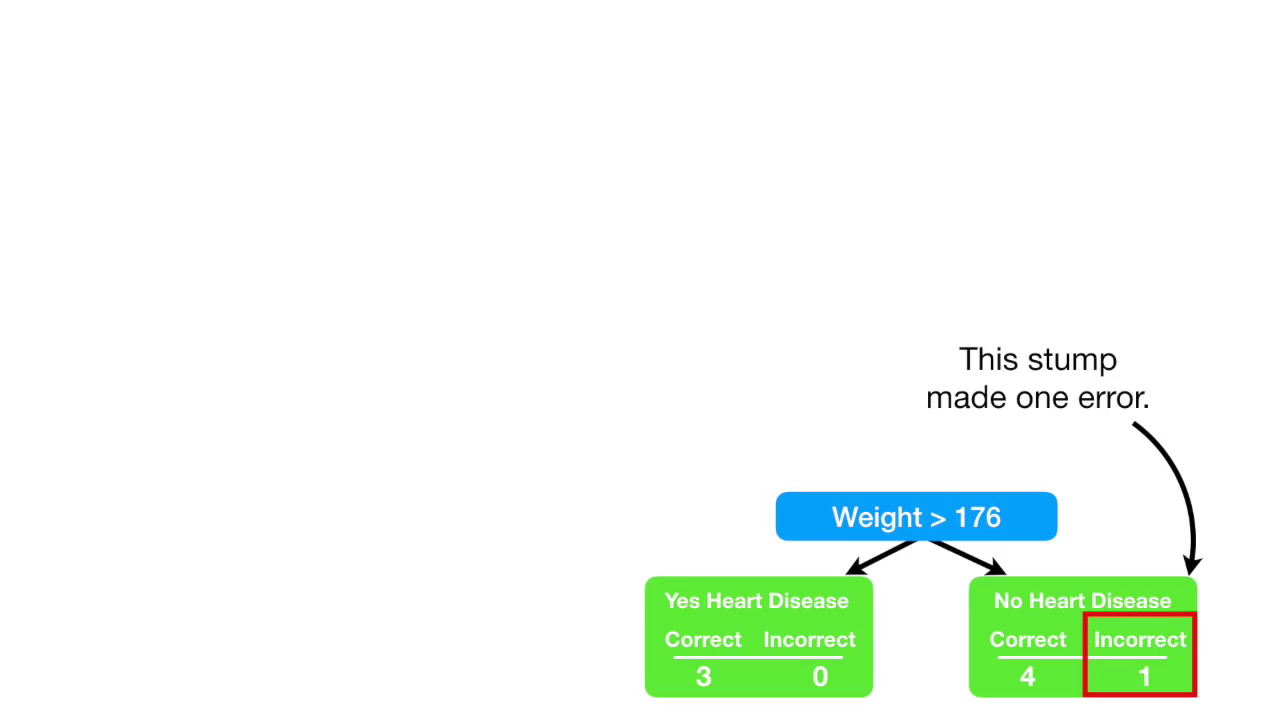 This stump
made one error.
Weight > 176
Yes Heart Disease
Correct Incorrect
3 0
No Heart Disease
Correct Incorrect
4 1